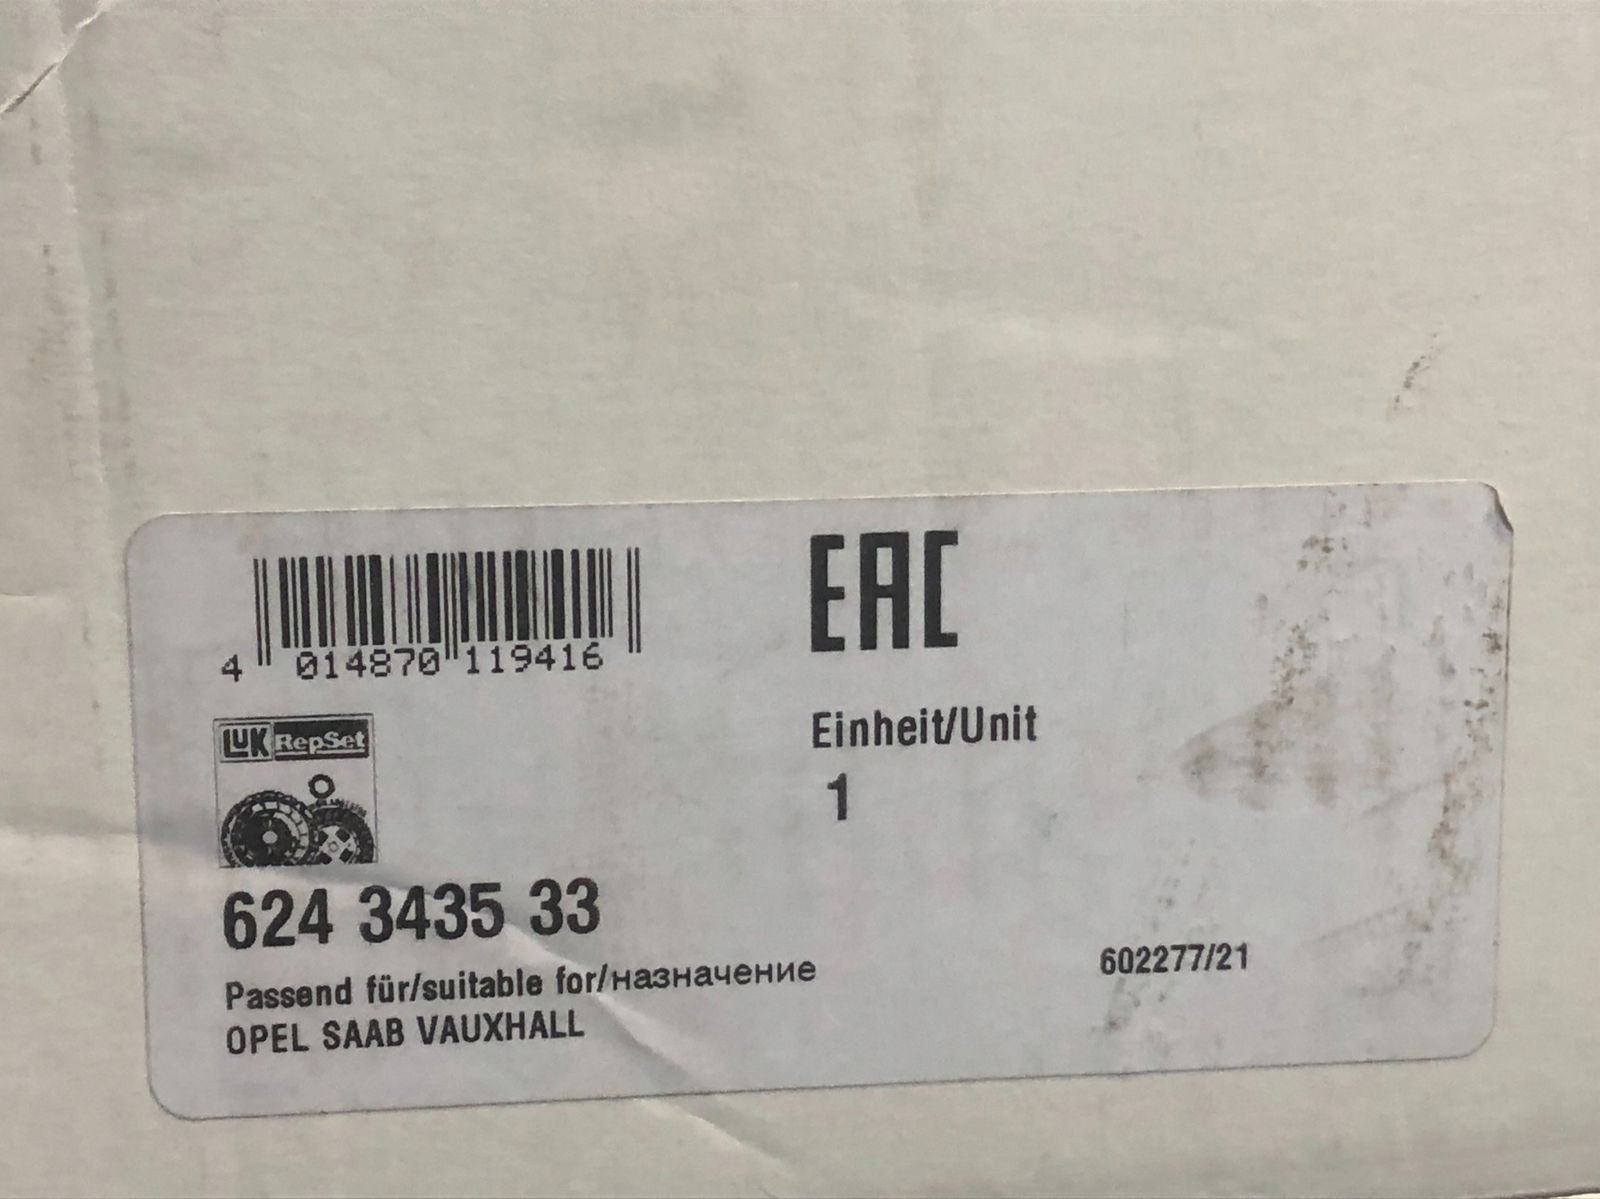 4 014870 119416
EAC
LuK RepSet
Einheit/Unit
1
624 3435 33
Passend für/suitable for/назначение
OPEL SAAB VAUXHALL
602277/21